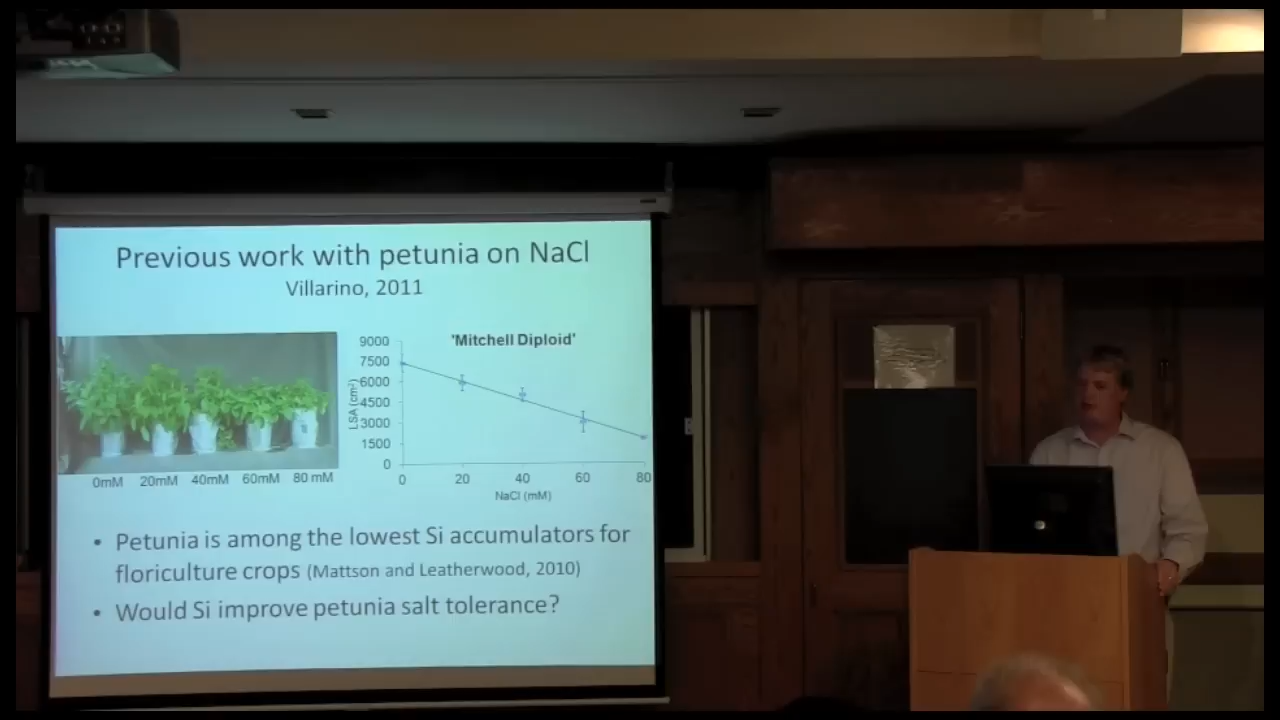 Previous work with petunia on NaCl
Villarino, 2011
'Mitchell Diploid'
9000
7500
6000
4500
3000
1500
0
LSA (cm²)
0 20 40 60 80
NaCl (mM)
0mM 20mM 40mM 60mM 80 mM
• Petunia is among the lowest Si accumulators for
floriculture crops (Mattson and Leatherwood, 2010)
• Would Si improve petunia salt tolerance?